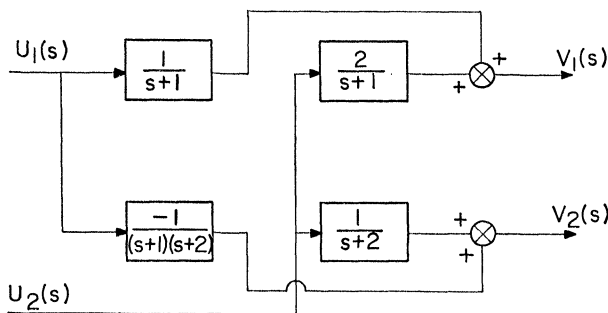 U₁(s)
1
s+1
2
s+1
+
+
V₁(s)
-1
(s+1)(s+2)
1
s+2
+
+
V₂(s)
U₂(s)